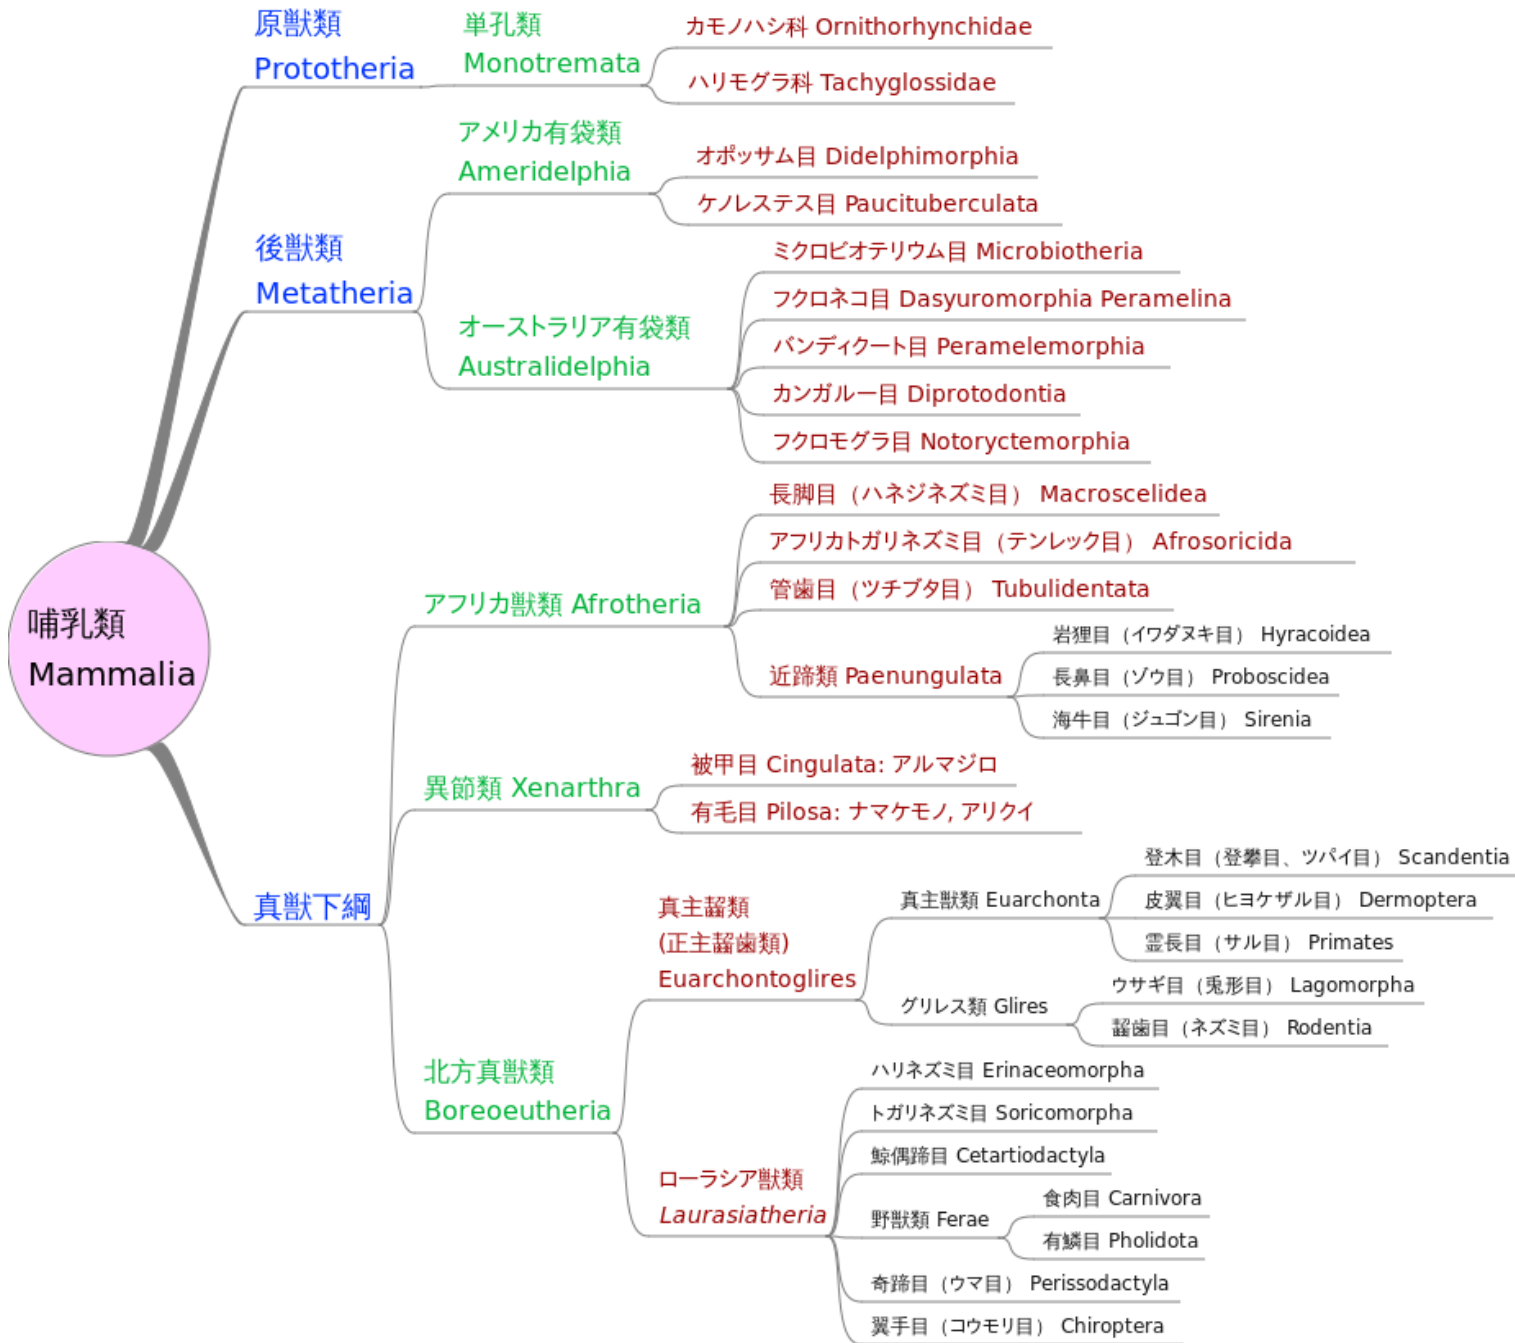 哺乳類
Mammalia
原獣類
Prototheria
単孔類
Monotremata
カモノハシ科 Ornithorhynchidae
ハリモグラ科 Tachyglossidae
後獣類
Metatheria
アメリカ有袋類
Ameridelphia
オポッサム目 Didelphimorphia
ケノレステス目 Paucituberculata
オーストラリア有袋類
Australidelphia
ミクロビオテリウム目 Microbiotheria
フクロネコ目 Dasyuromorphia Peramelina
バンディクート目 Peramelemorphia
カンガルー目 Diprotodontia
フクロモグラ目 Notoryctemorphia
真獣下綱
アフリカ獣類 Afrotheria
長脚目（ハネジネズミ目） Macroscelidea
アフリカトガリネズミ目（テンレック目） Afrosoricida
管歯目（ツチブタ目） Tubulidentata
近蹄類 Paenungulata
岩狸目（イワダヌキ目） Hyracoidea
長鼻目（ゾウ目） Proboscidea
海牛目（ジュゴン目） Sirenia
異節類 Xenarthra
被甲目 Cingulata: アルマジロ
有毛目 Pilosa: ナマケモノ, アリクイ
北方真獣類
Boreoeutheria
真主齧類
(正主齧歯類)
Euarchontoglires
真主獣類 Euarchonta
登木目（登攀目、ツパイ目） Scandentia
皮翼目（ヒヨケザル目） Dermoptera
霊長目（サル目） Primates
グリレス類 Glires
ウサギ目（兎形目） Lagomorpha
齧歯目（ネズミ目） Rodentia
ローラシア獣類
Laurasiatheria
ハリネズミ目 Erinaceomorpha
トガリネズミ目 Soricomorpha
鯨偶蹄目 Cetartiodactyla
野獣類 Ferae
食肉目 Carnivora
有鱗目 Pholidota
奇蹄目（ウマ目） Perissodactyla
翼手目（コウモリ目） Chiroptera